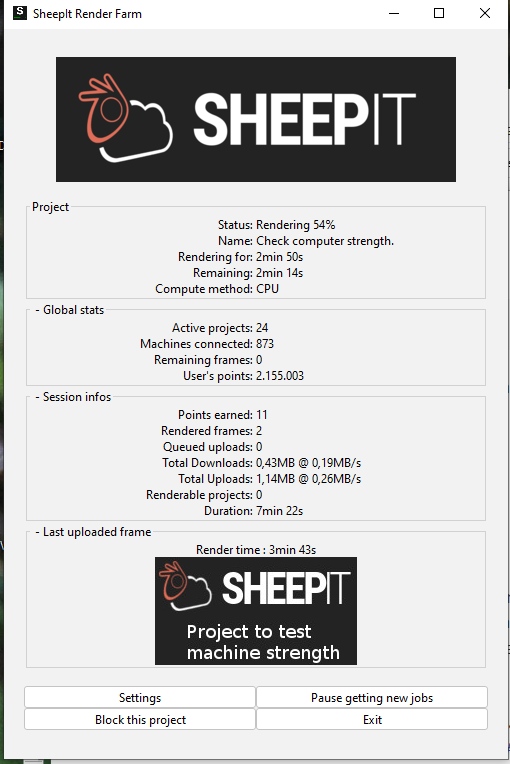 S SheepIt Render Farm
SHEEPIT
Project
Status: Rendering 54%
Name: Check computer strength.
Rendering for: 2min 50s
Remaining: 2min 14s
Compute method: CPU
- Global stats
Active projects: 24
Machines connected: 873
Remaining frames: 0
User's points: 2.155.003
- Session infos
Points earned: 11
Rendered frames: 2
Queued uploads: 0
Total Downloads: 0,43MB @ 0,19MB/s
Total Uploads: 1,14MB @ 0,26MB/s
Renderable projects: 0
Duration: 7min 22s
- Last uploaded frame
Render time : 3min 43s
SHEEPIT
Project to test
machine strength
Settings
Pause getting new jobs
Block this project
Exit